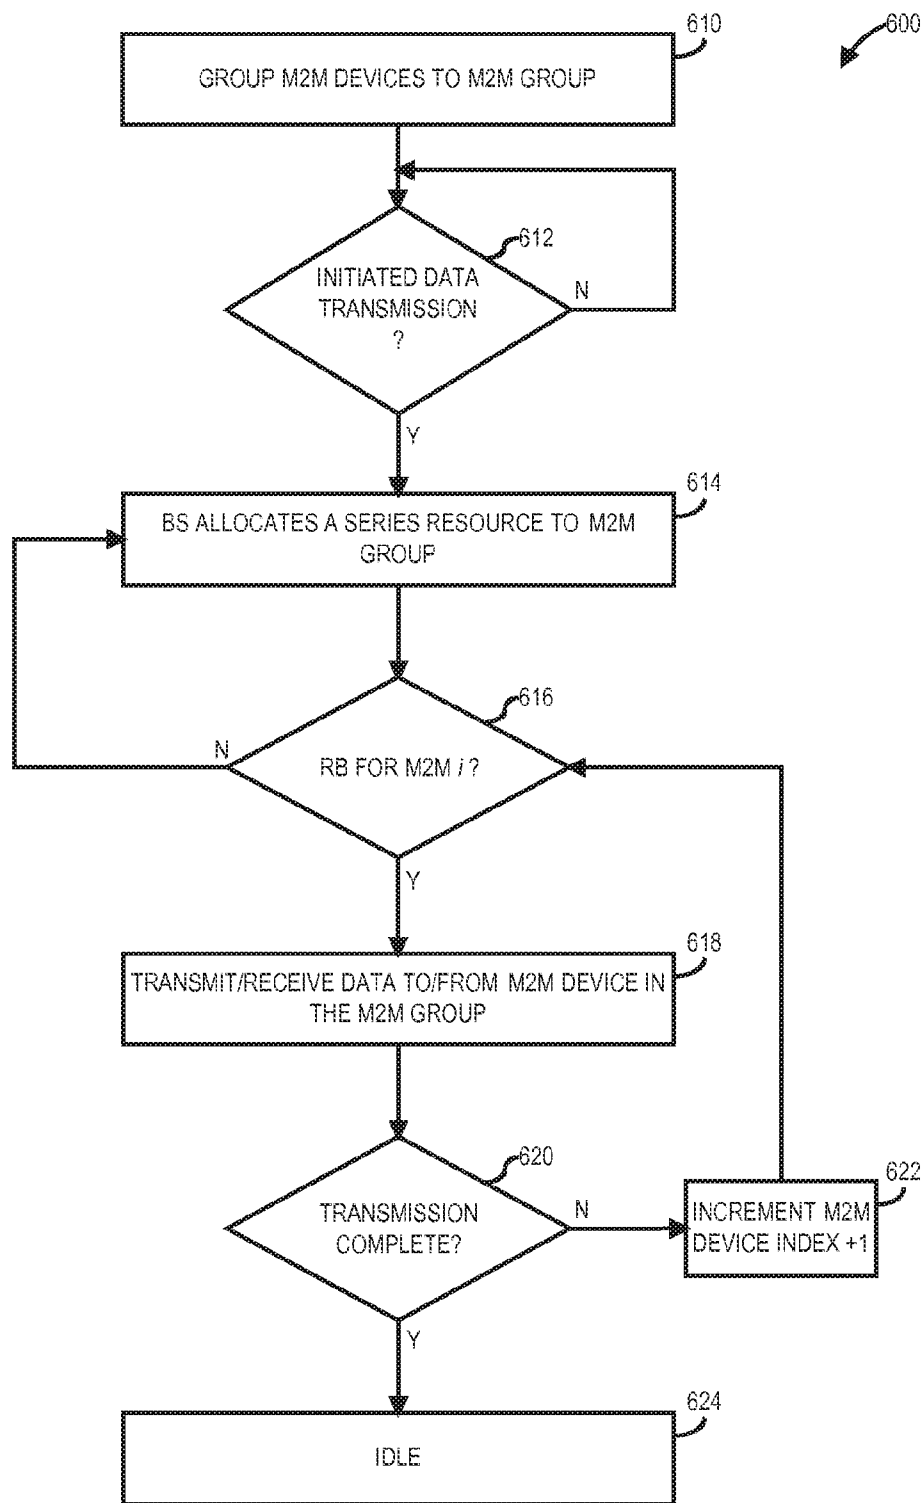 610
600
GROUP M2M DEVICES TO M2M GROUP
612
INITIATED DATA
TRANSMISSION
?
N
Y
614
BS ALLOCATES A SERIES RESOURCE TO M2M
GROUP
616
N
RB FOR M2M i ?
Y
618
TRANSMIT/RECEIVE DATA TO/FROM M2M DEVICE IN
THE M2M GROUP
620
TRANSMISSION
COMPLETE?
N
622
INCREMENT M2M
DEVICE INDEX +1
Y
624
IDLE